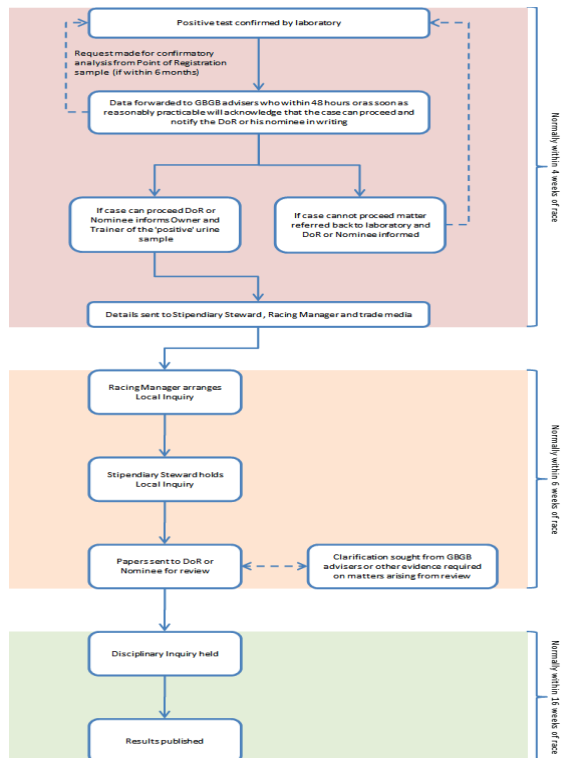 Positive test confirmed by laboratory
Request made for confirmatory
analysis from Point of Registration
sample (if within 6 months)
Data forwarded to GBGB advisers who within 48 hours or as soon as
reasonably practicable will acknowledge that the case can proceed and
notify the DoR or his nominee in writing
If case can proceed DoR or
Nominee informs Owner and
Trainer of the 'positive' urine
sample
If case cannot proceed matter
referred back to laboratory and
DoR or Nominee informed
Details sent to Stipendiary Steward, Racing Manager and trade media
Normally within 4 weeks of race
Racing Manager arranges
Local Inquiry
Stipendiary Steward holds
Local Inquiry
Papers sent to DoR or
Nominee for review
Clarification sought from GBGB
advisers or other evidence required
on matters arising from review
Normally within 6 weeks of race
Disciplinary Inquiry held
Results published
Normally within 16 weeks of race